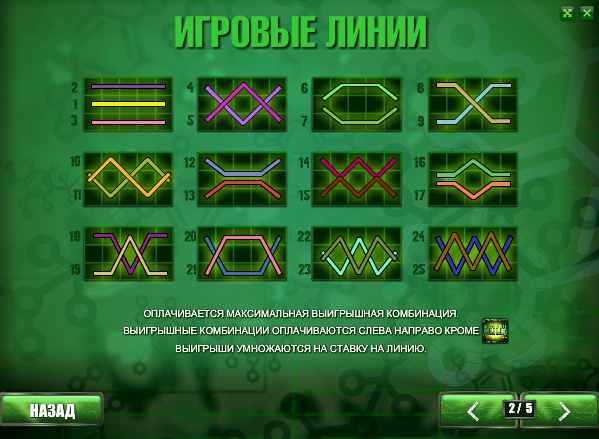 ИГРОВЫЕ ЛИНИИ
2 4 6 8
1
3 5 7 9
10 12 14 16
11 13 15 17
18 20 22 24
19 21 23 25
ОПЛАЧИВАЕТСЯ МАКСИМАЛЬНАЯ ВЫИГРЫШНАЯ КОМБИНАЦИЯ.
ВЫИГРЫШНЫЕ КОМБИНАЦИИ ОПЛАЧИВАЮТСЯ СЛЕВА НАПРАВО КРОМЕ
ВЫИГРЫШИ УМНОЖАЮТСЯ НА СТАВКУ НА ЛИНИЮ.
НАЗАД
2/5